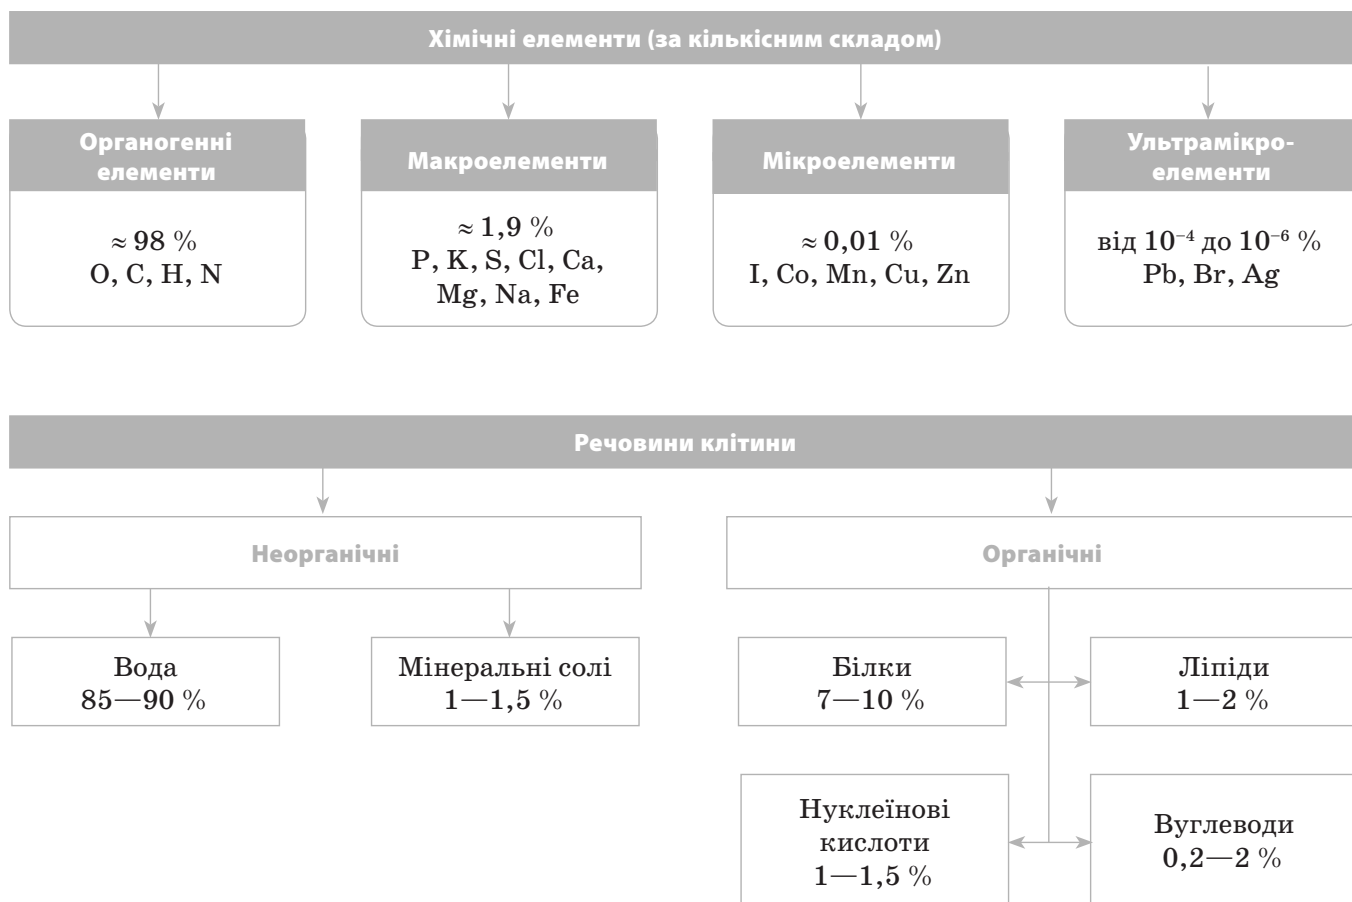 Хімічні елементи (за кількісним складом)
Органогенні
елементи
≈ 98 %
O, C, H, N
Макроелементи
≈ 1,9 %
P, K, S, Cl, Ca,
Mg, Na, Fe
Мікроелементи
≈ 0,01 %
I, Co, Mn, Cu, Zn
Ультрамікро-
елементи
від 10⁻⁴ до 10⁻⁶ %
Pb, Br, Ag
Речовини клітини
Неорганічні
Вода
85—90 %
Мінеральні солі
1—1,5 %
Органічні
Білки
7—10 %
Ліпіди
1—2 %
Нуклеїнові
кислоти
1—1,5 %
Вуглеводи
0,2—2 %